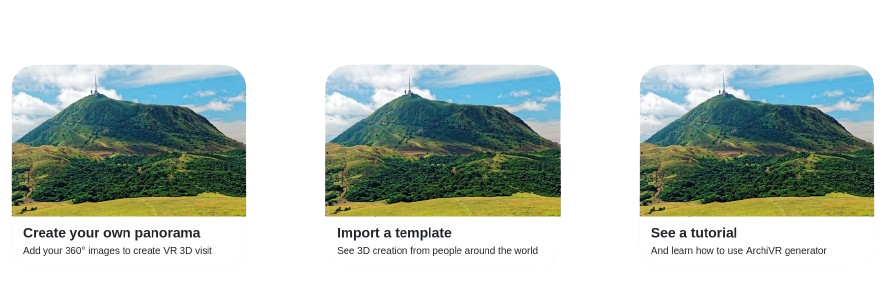 Create your own panorama
Add your 360° images to create VR 3D visit
Import a template
See 3D creation from people around the world
See a tutorial
And learn how to use ArchiVR generator